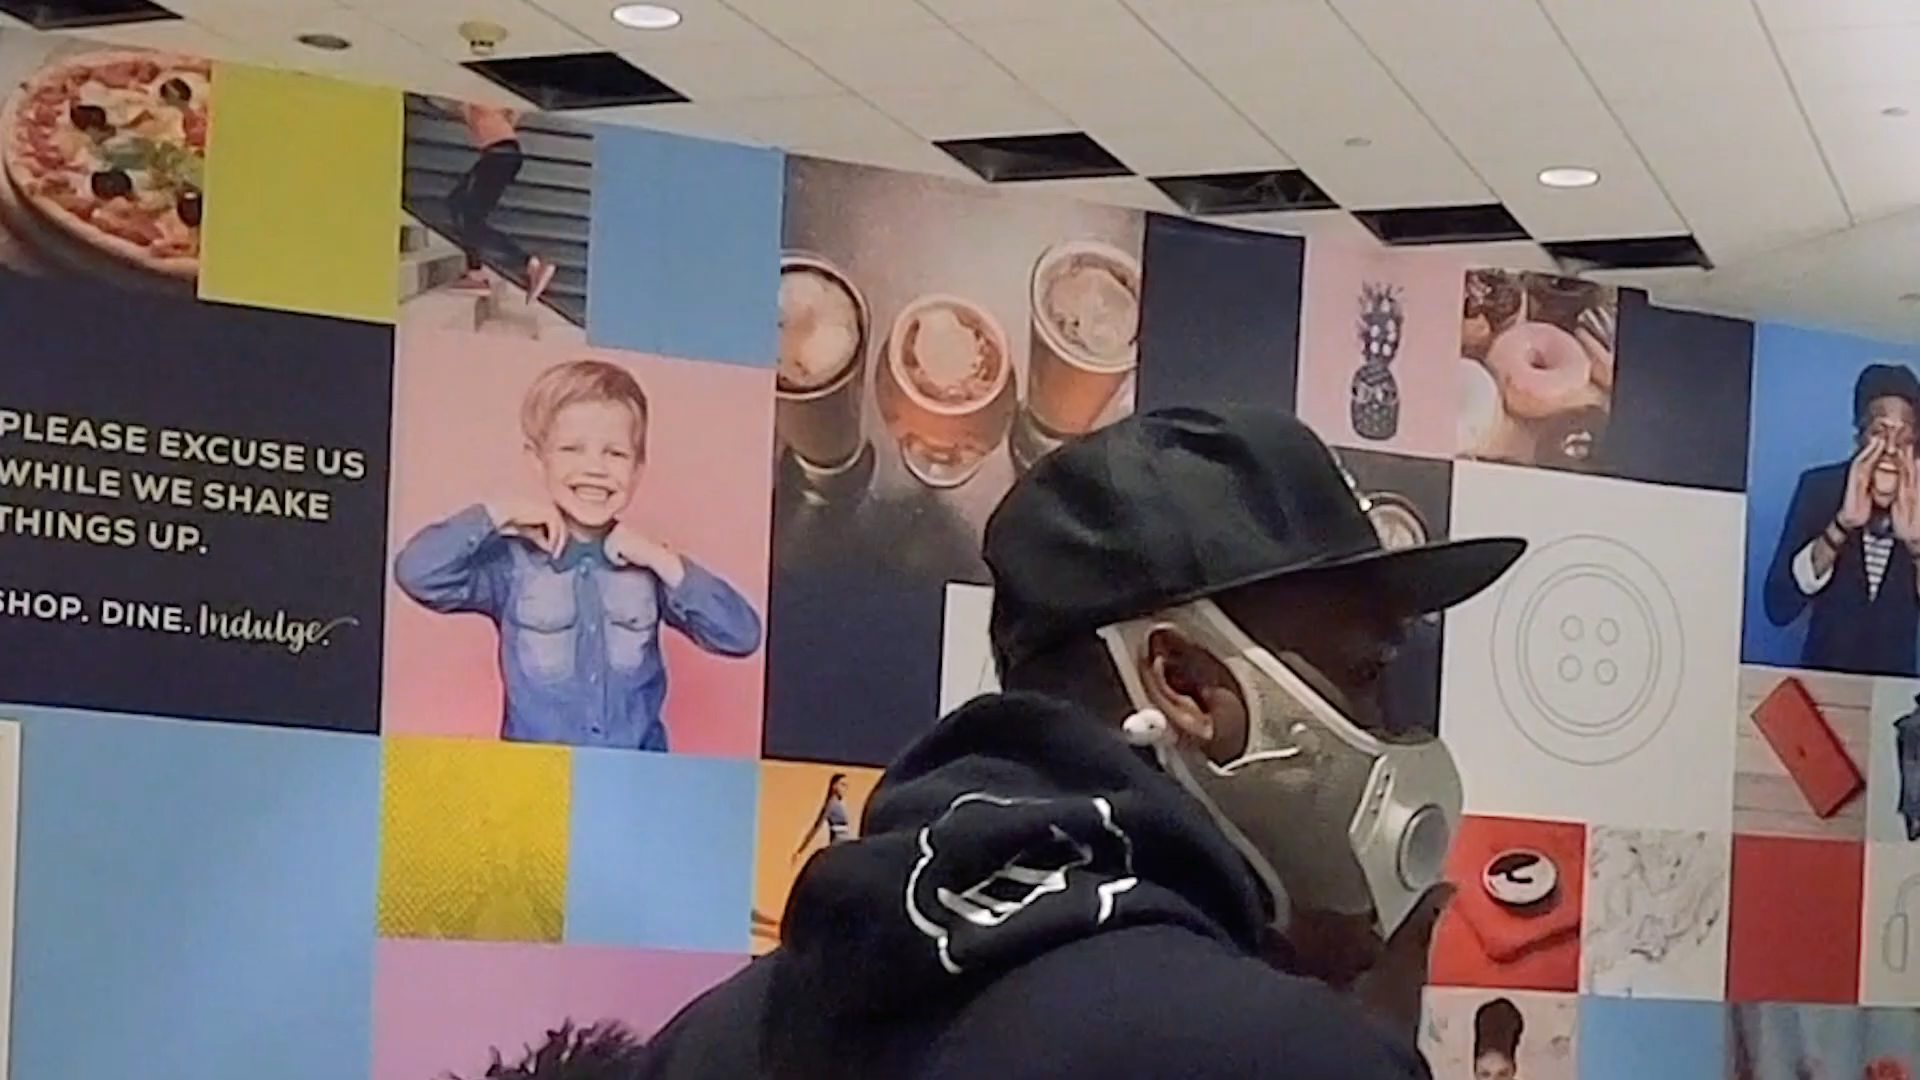 PLEASE EXCUSE US
WHILE WE SHAKE
THINGS UP.
SHOP. DINE. Indulge.